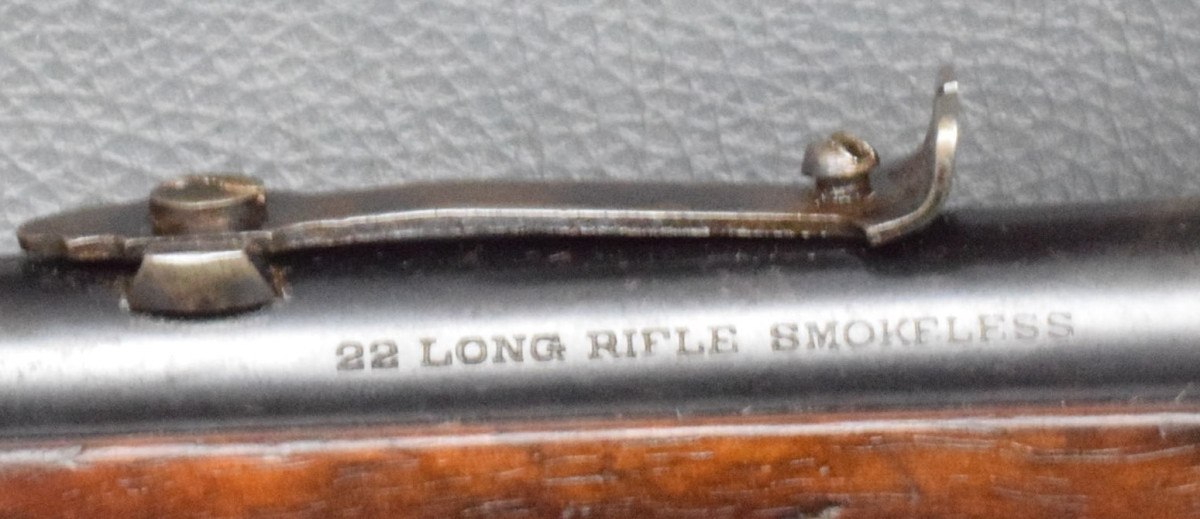 22 LONG RIFLE SMOKELESS